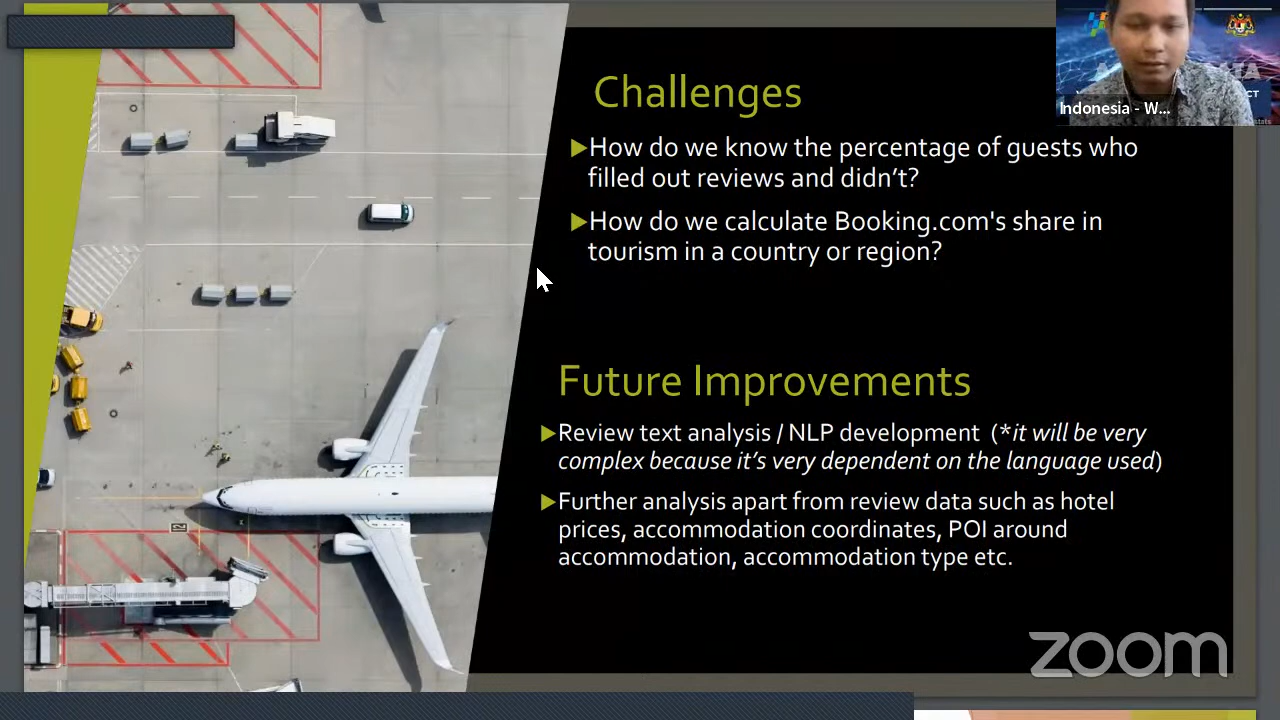 Challenges
How do we know the percentage of guests who
filled out reviews and didn't?
How do we calculate Booking.com's share in
tourism in a country or region?
Future Improvements
Review text analysis / NLP development (*it will be very
complex because it's very dependent on the language used)
Further analysis apart from review data such as hotel
prices, accommodation coordinates, POI around
accommodation, accommodation type etc.
Indonesia - W...
zoom